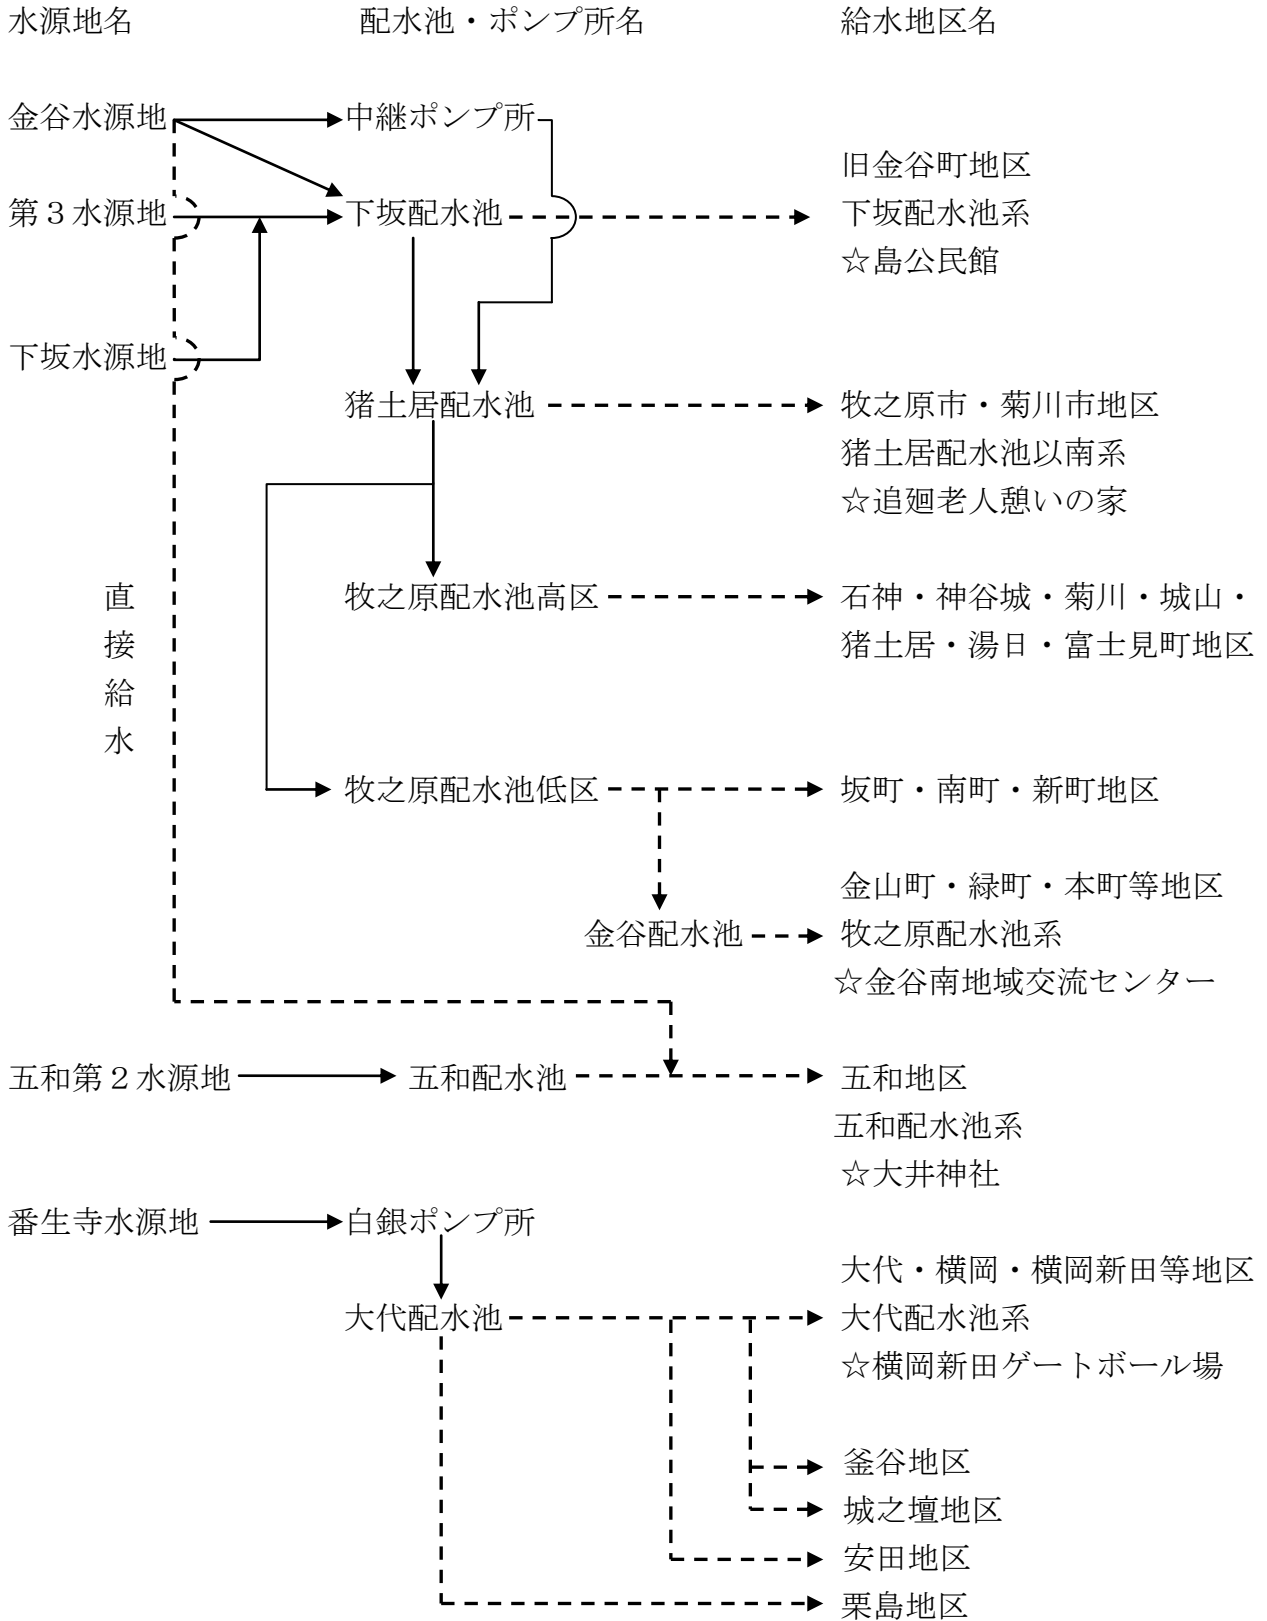 水源地名 配水池・ポンプ所名 給水地区名
金谷水源地 中継ポンプ所
旧金谷町地区
第３水源地 下坂配水池 下坂配水池系
☆島公民館
下坂水源地
猪土居配水池 牧之原市・菊川市地区
猪土居配水池以南系
☆追廻老人憩いの家
直接給水
牧之原配水池高区 石神・神谷城・菊川・城山・
猪土居・湯日・富士見町地区
牧之原配水池低区 坂町・南町・新町地区
金山町・緑町・本町等地区
金谷配水池 牧之原配水池系
☆金谷南地域交流センター
五和第２水源地 五和配水池 五和地区
五和配水池系
☆大井神社
番生寺水源地 白銀ポンプ所
大代・横岡・横岡新田等地区
大代配水池 大代配水池系
☆横岡新田ゲートボール場
釜谷地区
城之壇地区
安田地区
栗島地区